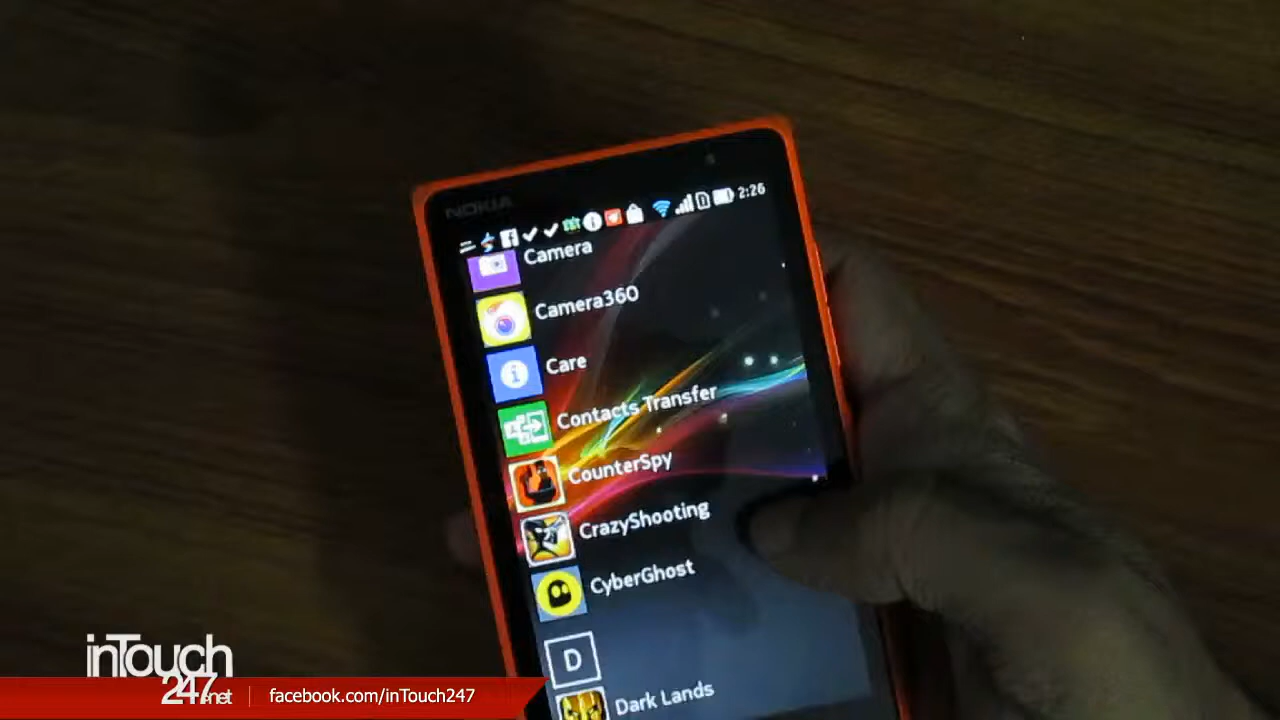 NOKIA
2:26
Camera
Camera360
Care
Contacts Transfer
CounterSpy
CrazyShooting
CyberGhost
D
Dark Lands
inTouch
247.net
facebook.com/inTouch247